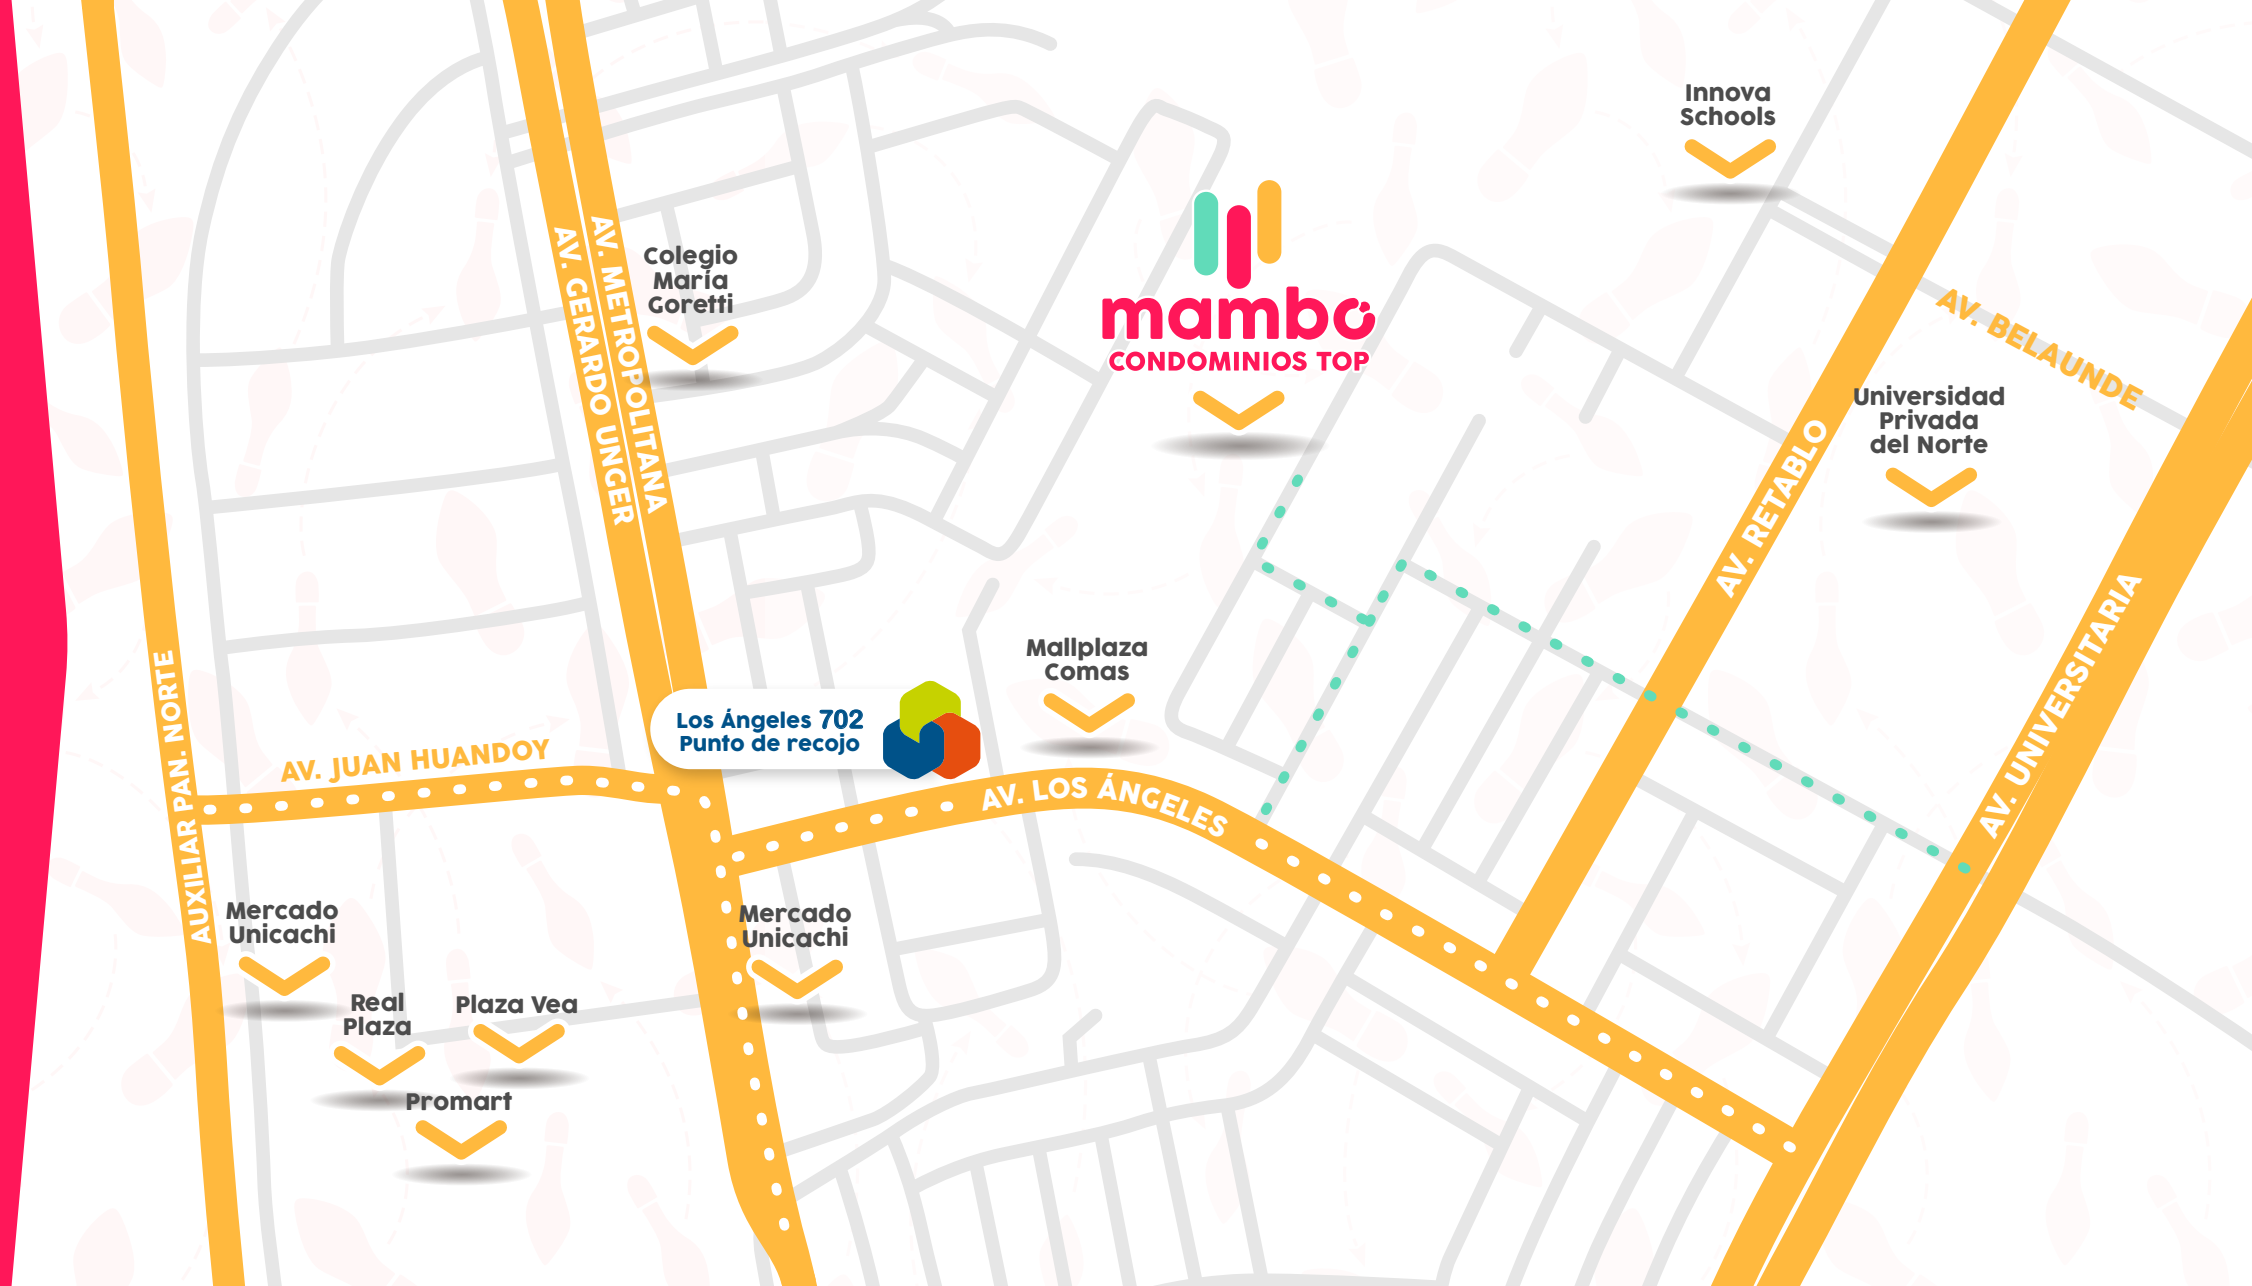 Innova
Schools
AV. METROPOLITANA
AV. GERARDO UNGER
Colegio
María
Goretti
mambo
CONDOMINIOS TOP
AV. BELAUNDE
Universidad
Privada
del Norte
AV. RETABLO
AV. UNIVERSITARIA
Mallplaza
Comas
AUXILIAR PAN. NORTE
Los Ángeles 702
Punto de recojo
AV. JUAN HUANDOY
AV. LOS ÁNGELES
Mercado
Unicachi
Mercado
Unicachi
Real
Plaza
Plaza Vea
Promart